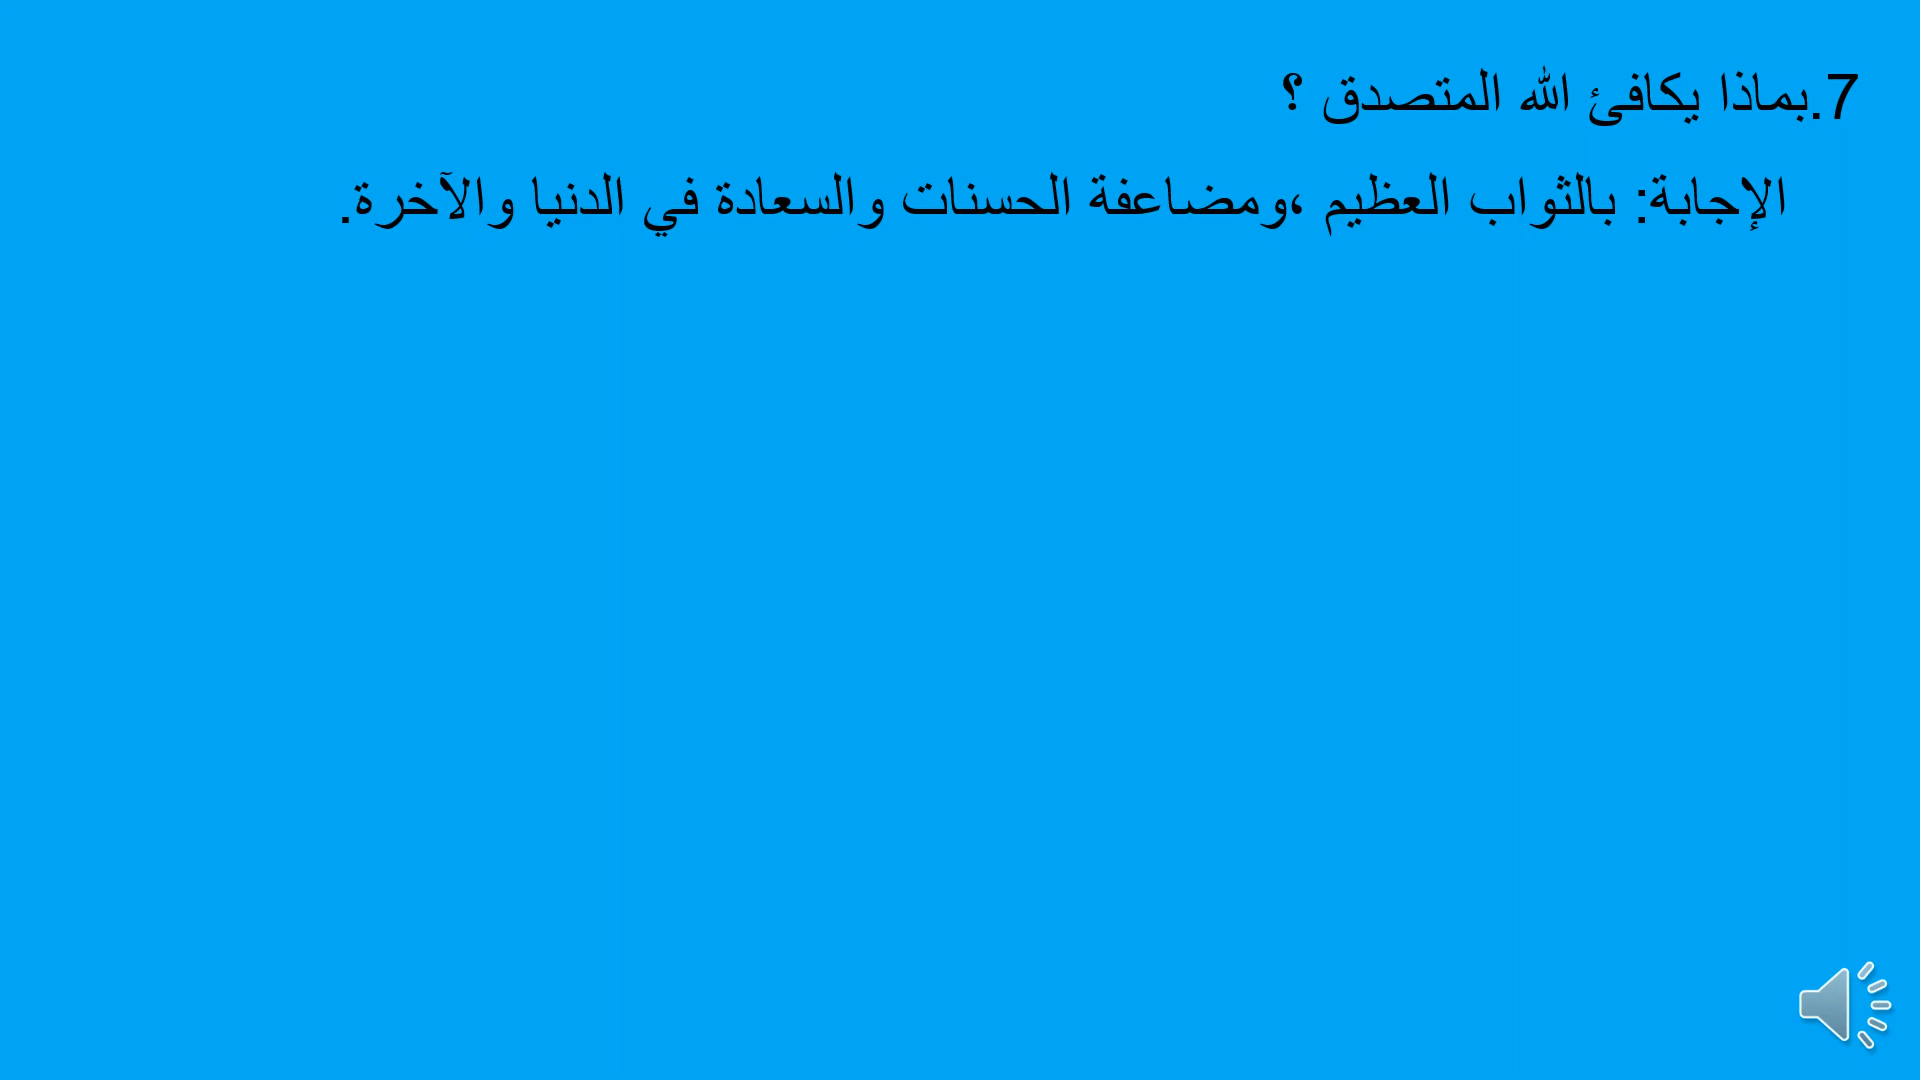 7.بماذا يكافئ الله المتصدق ؟
الإجابة: بالثواب العظيم ،ومضاعفة الحسنات والسعادة في الدنيا والآخرة.